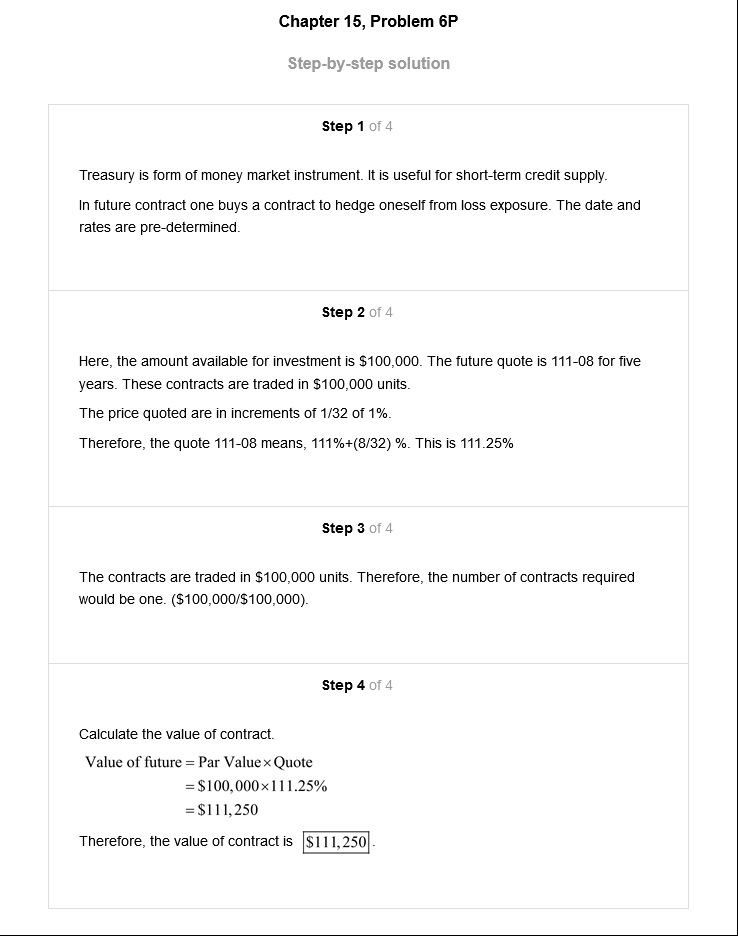 Chapter 15, Problem 6P
Step-by-step solution
Step 1 of 4
Treasury is form of money market instrument. It is useful for short-term credit supply.
In future contract one buys a contract to hedge oneself from loss exposure. The date and
rates are pre-determined.
Step 2 of 4
Here, the amount available for investment is $100,000. The future quote is 111-08 for five
years. These contracts are traded in $100,000 units.
The price quoted are in increments of 1/32 of 1%.
Therefore, the quote 111-08 means, 111%+(8/32) %. This is 111.25%
Step 3 of 4
The contracts are traded in $100,000 units. Therefore, the number of contracts required
would be one. ($100,000/$100,000).
Step 4 of 4
Calculate the value of contract.
Value of future = Par Value×Quote
= $100,000×111.25%
= $111,250
Therefore, the value of contract is $111,250.